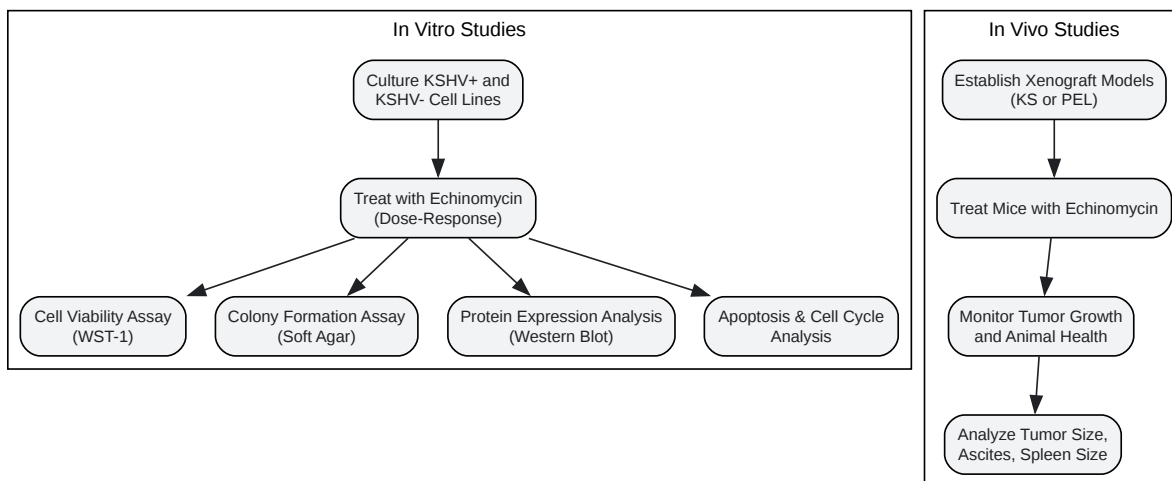 In Vitro Studies
Culture KSHV+ and
KSHV- Cell Lines
Treat with Echinomycin
(Dose-Response)
Cell Viability Assay
(WST-1)
Colony Formation Assay
(Soft Agar)
Protein Expression Analysis
(Western Blot)
Apoptosis & Cell Cycle
Analysis
In Vivo Studies
Establish Xenograft Models
(KS or PEL)
Treat Mice with Echinomycin
Monitor Tumor Growth
and Animal Health
Analyze Tumor Size,
Ascites, Spleen Size